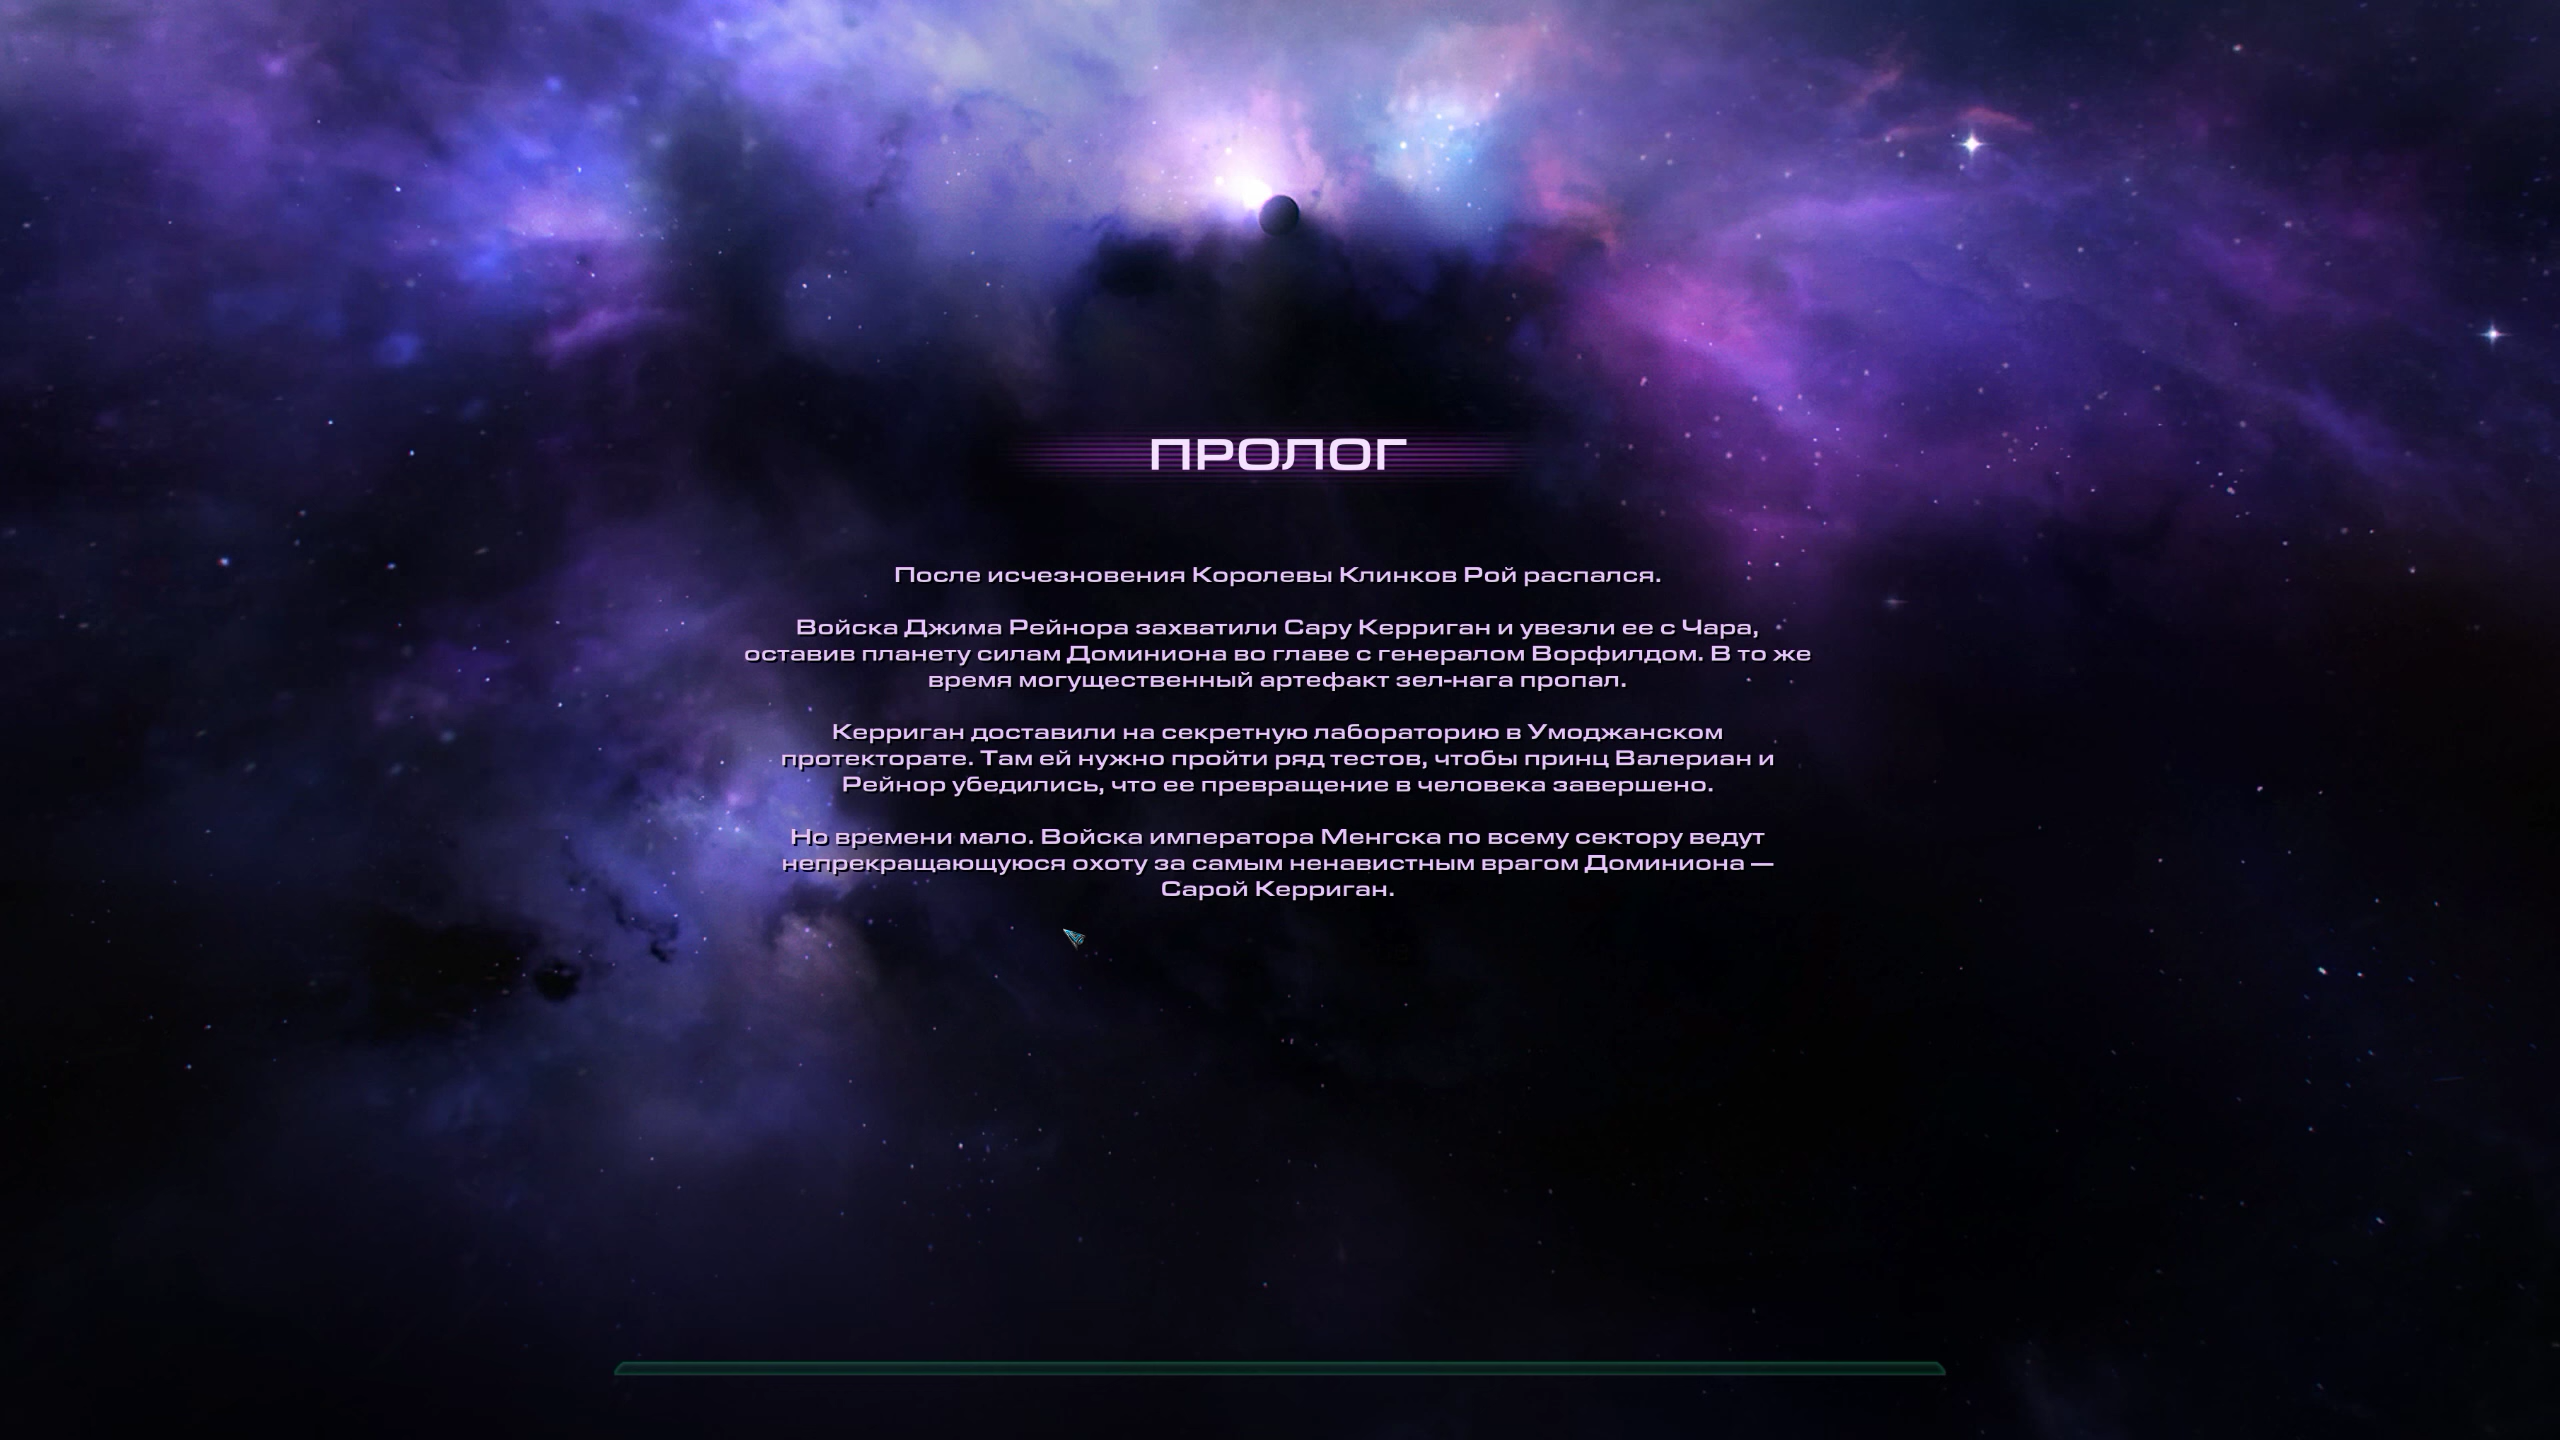 ПРОЛОГ
После исчезновения Королевы Клинков Рой распался.
Войска Джима Рейнора захватили Сару Керриган и увезли ее с Чара,
оставив планету силам Доминиона во главе с генералом Ворфилдом. В то же
время могущественный артефакт зел-нага пропал.
Керриган доставили на секретную лабораторию в Умоджанском
протекторате. Там ей нужно пройти ряд тестов, чтобы принц Валериан и
Рейнор убедились, что ее превращение в человека завершено.
Но времени мало. Войска императора Менгска по всему сектору ведут
непрекращающуюся охоту за самым ненавистным врагом Доминиона —
Сарой Керриган.